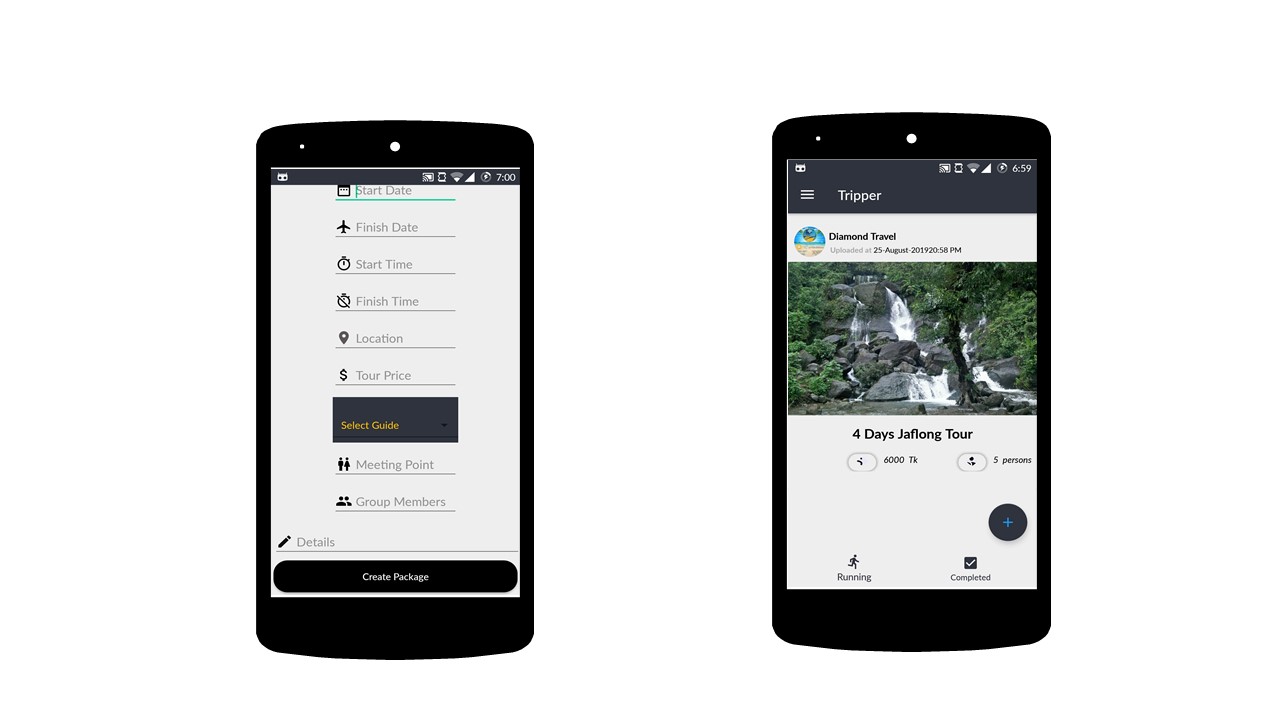 7:00
Start Date
Finish Date
Start Time
Finish Time
Location
Tour Price
Select Guide
Meeting Point
Group Members
Details
Create Package
6:59
Tripper
Diamond Travel
Uploaded at 25-August-201920:58 PM
4 Days Jaflong Tour
6000 Tk
5 persons
Running
Completed